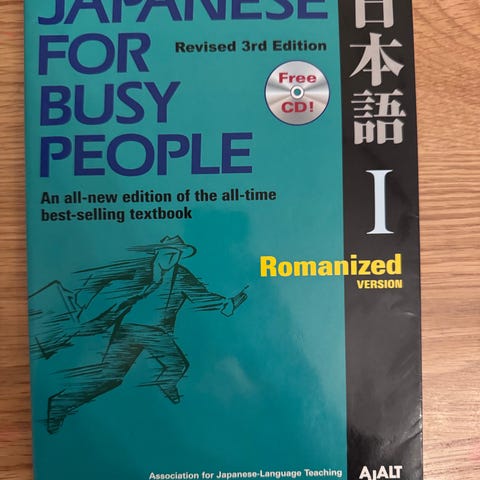 JAPANESE
FOR
BUSY
PEOPLE
Revised 3rd Edition
Free
CD!
日本語
I
An all-new edition of the all-time
best-selling textbook
Romanized
VERSION
Association for Japanese-Language Teaching
AJALT